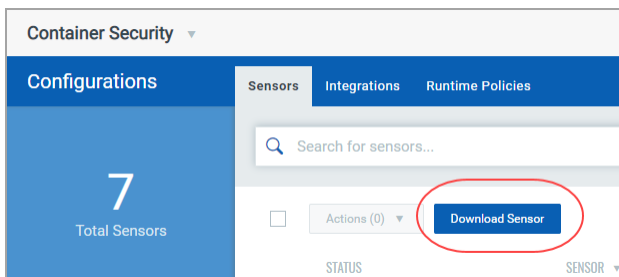 Container Security
Configurations
Sensors Integrations Runtime Policies
Search for sensors...
7
Total Sensors
Actions (0) Download Sensor
STATUS SENSOR